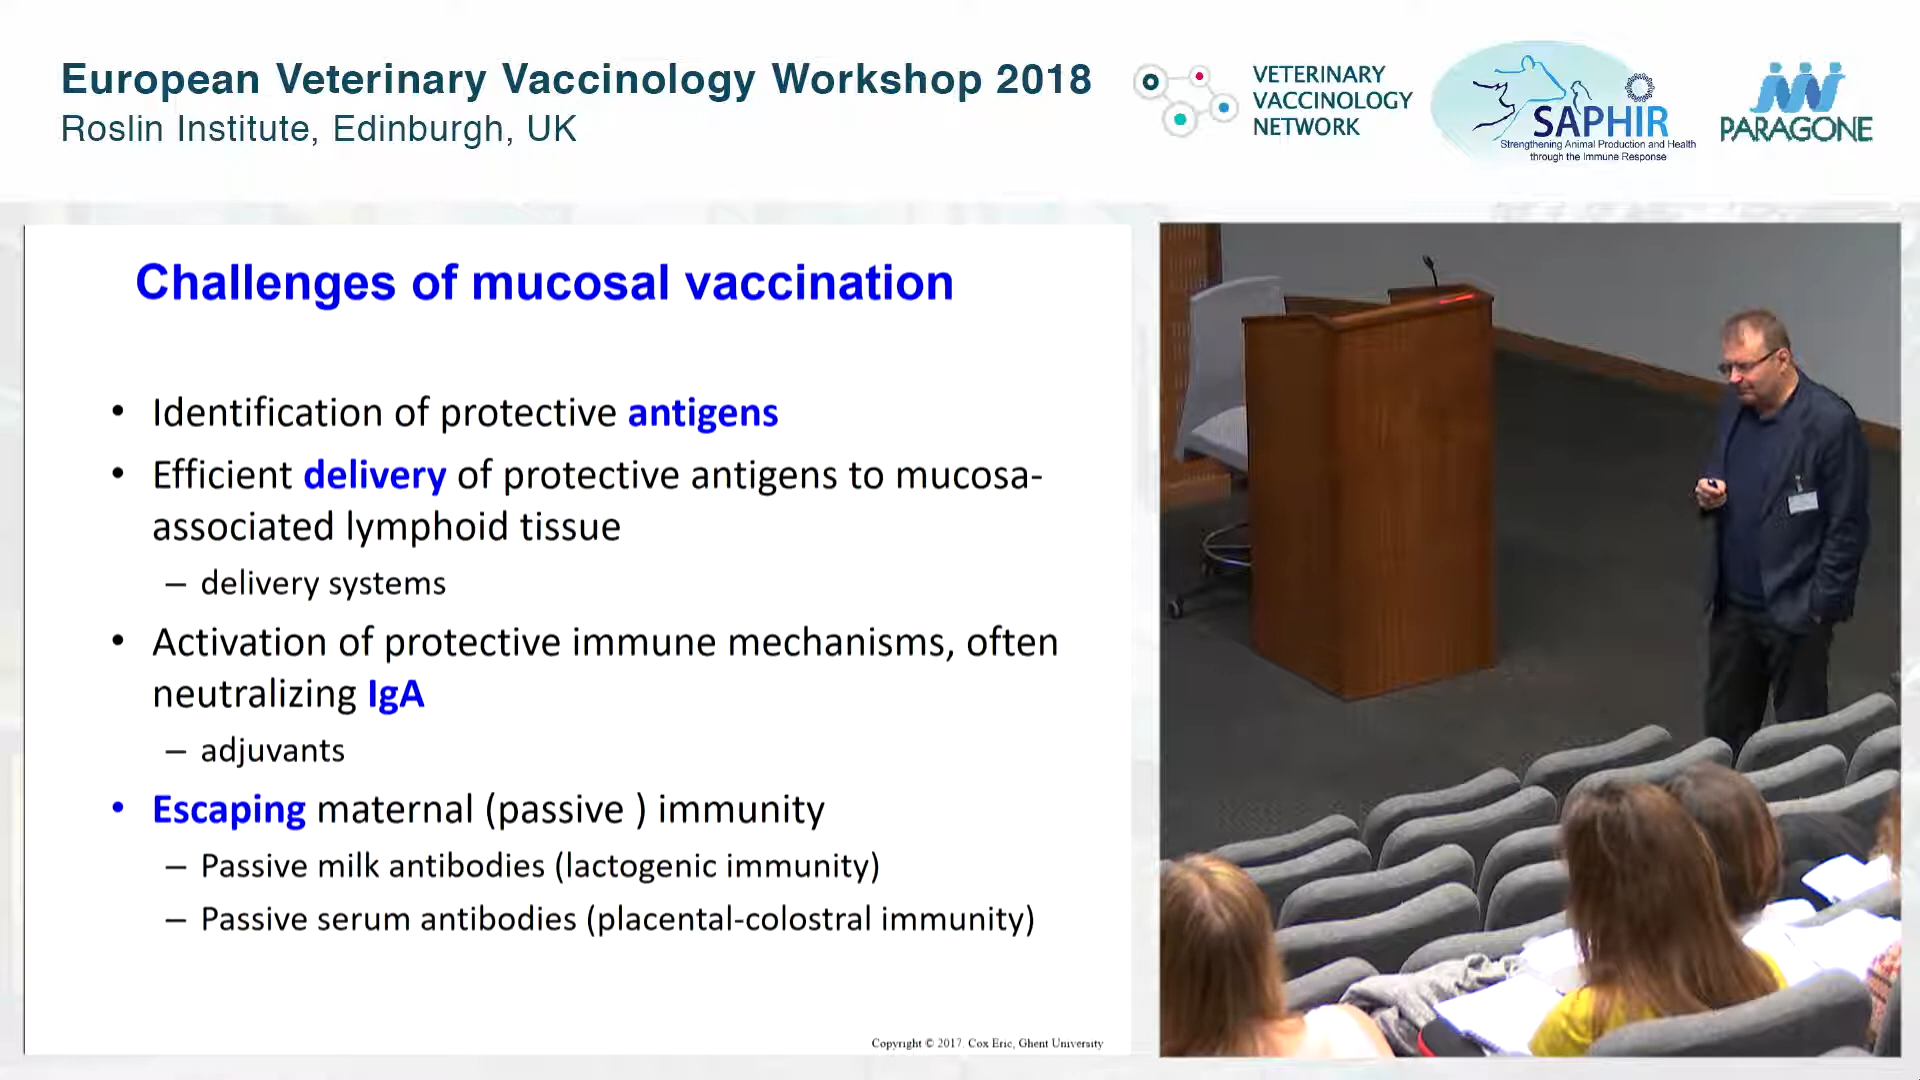 European Veterinary Vaccinology Workshop 2018
Roslin Institute, Edinburgh, UK
VETERINARY
VACCINOLOGY
NETWORK
SAPHIR
Strengthening Animal Production and Health
through the Immune Response
PARAGONE
Challenges of mucosal vaccination
• Identification of protective antigens
• Efficient delivery of protective antigens to mucosa-
associated lymphoid tissue
– delivery systems
• Activation of protective immune mechanisms, often
neutralizing IgA
– adjuvants
• Escaping maternal (passive ) immunity
– Passive milk antibodies (lactogenic immunity)
– Passive serum antibodies (placental-colostral immunity)
Copyright © 2017. Cox Eric, Ghent University